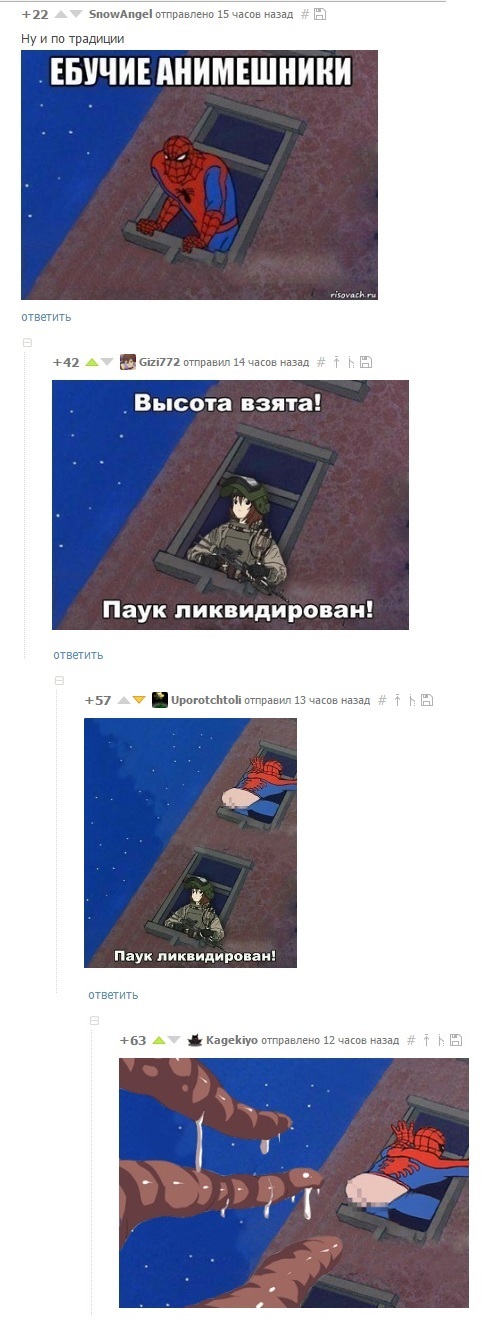 +22 SnowAngel отправлено 15 часов назад #
Ну и по традиции
ЕБУЧИЕ АНИМЕШНИКИ
risovach.ru
ответить
+42 Gizi772 отправил 14 часов назад #
Высота взята!
Паук ликвидирован!
ответить
+57 Uporotchtoli отправил 13 часов назад #
Паук ликвидирован!
ответить
+63 Kagekiyo отправлено 12 часов назад #